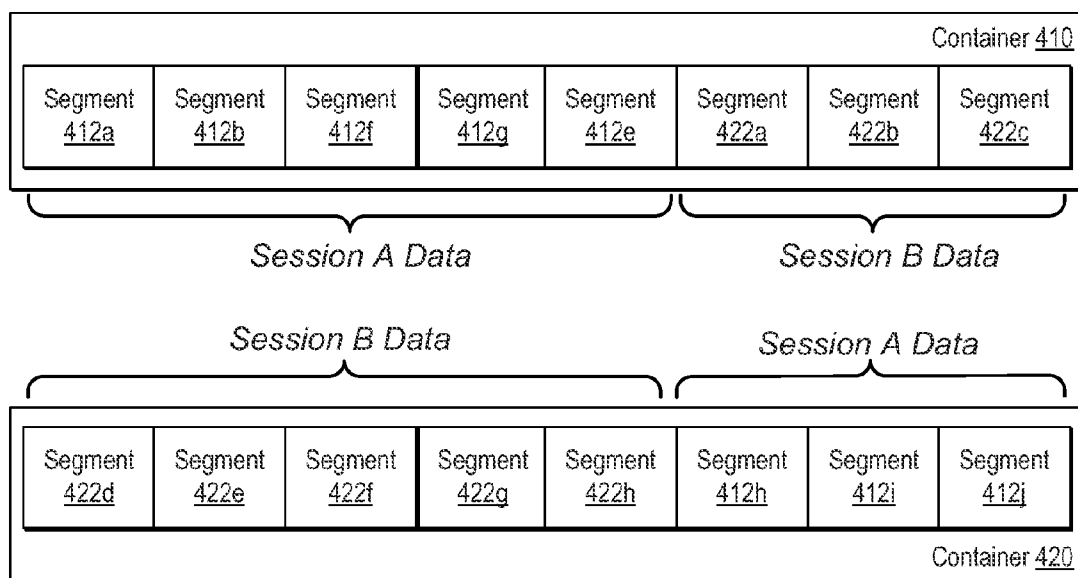 Container 410
Segment 412a
Segment 412b
Segment 412f
Segment 412g
Segment 412e
Segment 422a
Segment 422b
Segment 422c
Session A Data
Session B Data
Session B Data
Session A Data
Segment 422d
Segment 422e
Segment 422f
Segment 422g
Segment 422h
Segment 412h
Segment 412i
Segment 412j
Container 420